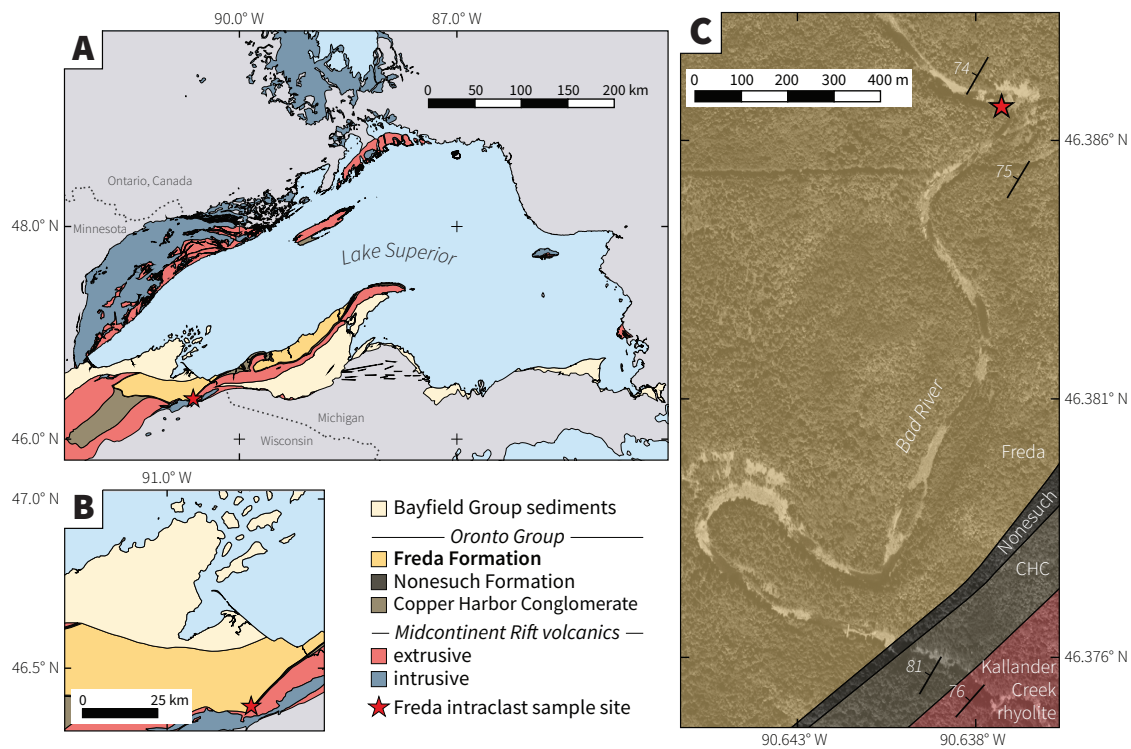 90.0° W
87.0° W
A
0 50 100 150 200 km
Ontario, Canada
Minnesota
48.0° N
Lake Superior
Michigan
Wisconsin
46.0° N
91.0° W
47.0° N
B
46.5° N
0 25 km
Bayfield Group sediments
Oronto Group
Freda Formation
Nonesuch Formation
Copper Harbor Conglomerate
Midcontinent Rift volcanics
extrusive
intrusive
Freda intraclast sample site
C
0 100 200 300 400 m
74
75
46.386° N
46.381° N
Bad River
Freda
Nonesuch
CHC
81
76
Kallander
Creek
rhyolite
46.376° N
90.643° W
90.638° W